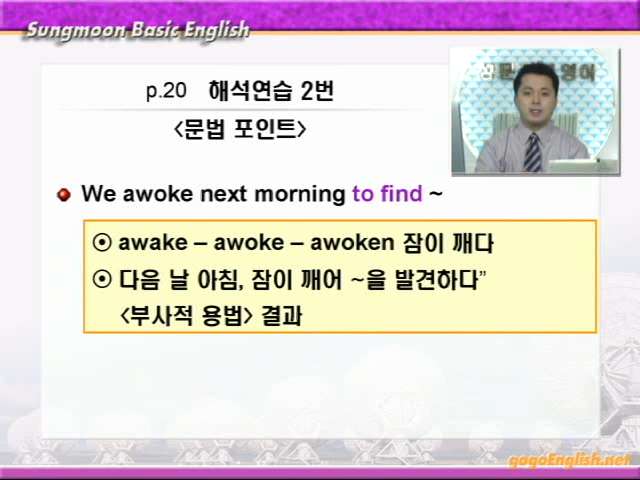 Sungmoon Basic English
p.20 해석연습 2번
<문법 포인트>
We awoke next morning to find ~
⊙ awake – awoke – awoken 잠이 깨다
⊙ 다음 날 아침, 잠이 깨어 ~을 발견하다”
<부사적 용법> 결과
gogoEnglish.net